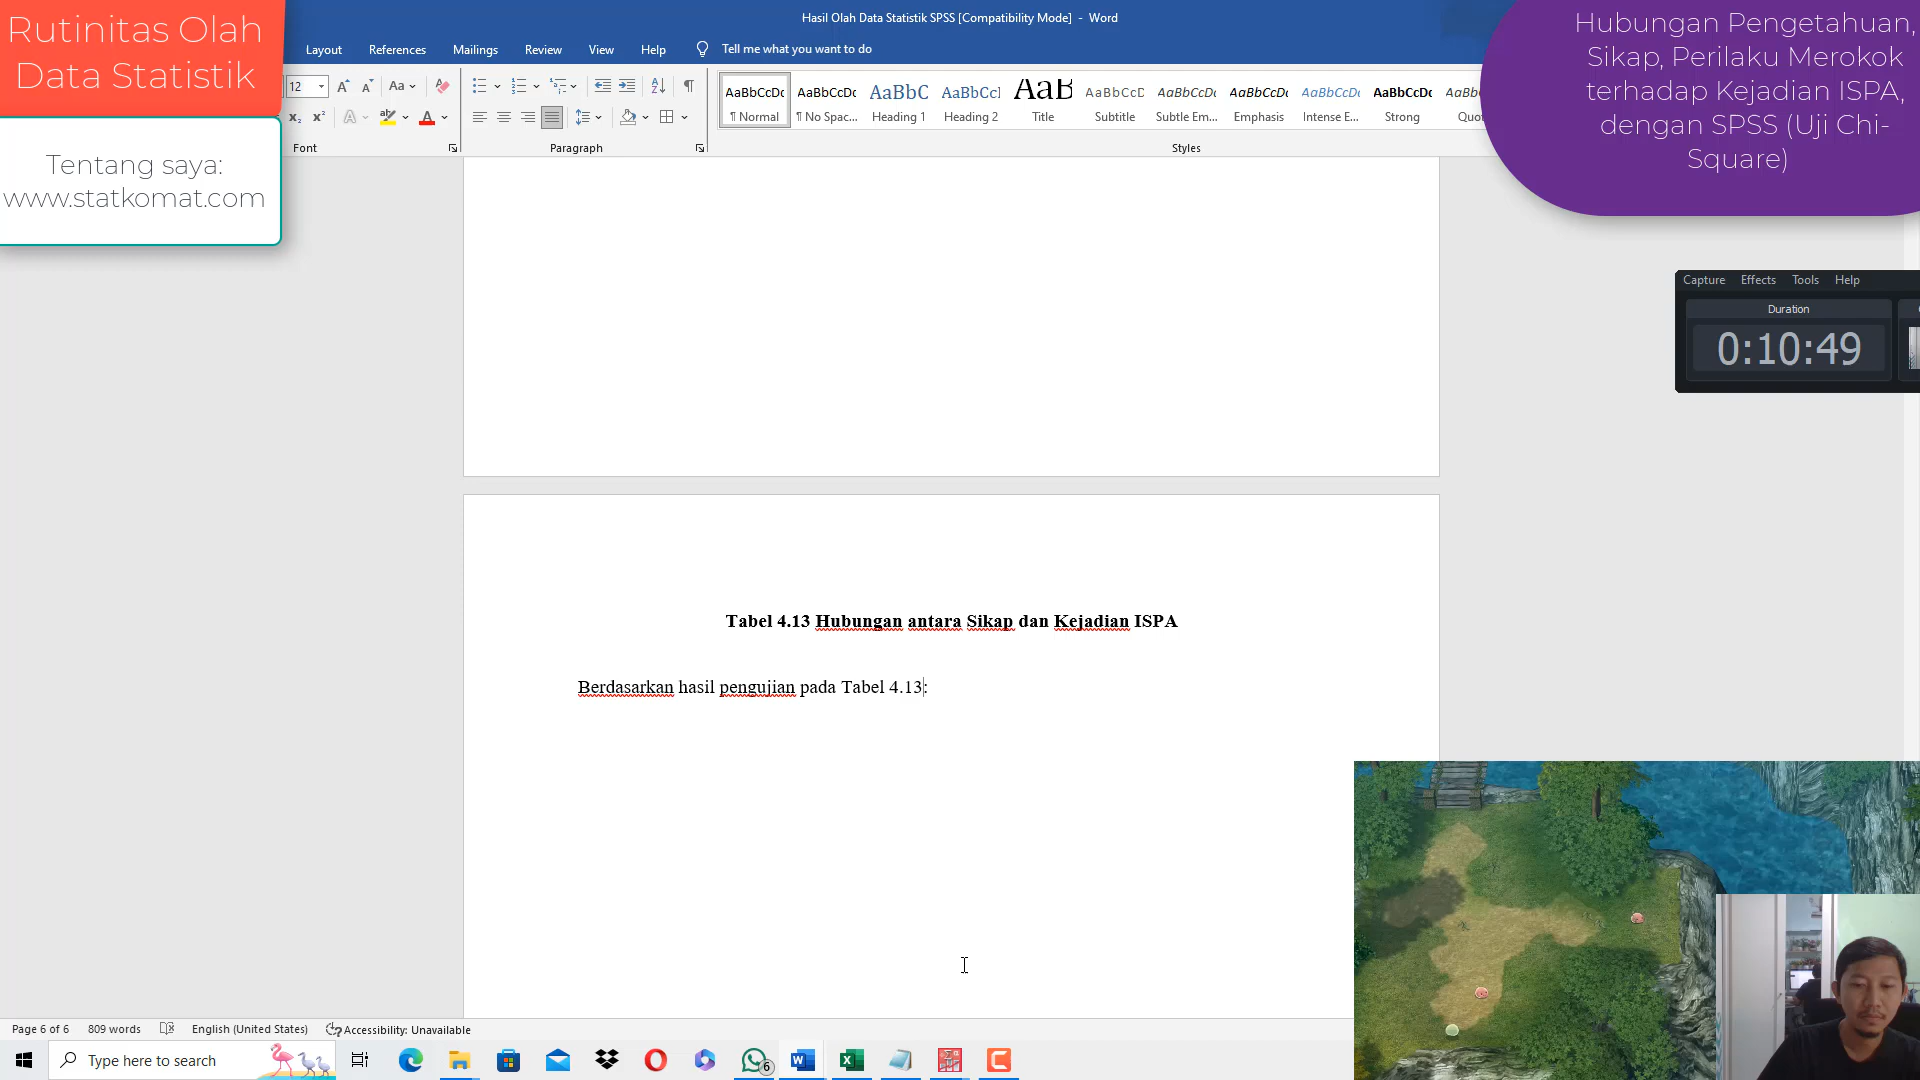 Rutinitas Olah
Data Statistik
Tentang saya:
www.statkomat.com
Hasil Olah Data Statistik SPSS [Compatibility Mode] - Word
Hubungan Pengetahuan,
Sikap, Perilaku Merokok
terhadap Kejadian ISPA,
dengan SPSS (Uji Chi-
Square)
Layout References Mailings Review View Help Tell me what you want to do
12
Aa
AaBbCcDc AaBbCcDc AaBbC AaBbCcI AaB AaBbCcD AaBbCcDc AaBbCcDc AaBbCcDc AaBbCcDc AaBbCc
¶ Normal ¶ No Spac... Heading 1 Heading 2 Title Subtitle Subtle Em... Emphasis Intense E... Strong Quo
Font Paragraph Styles
Capture Effects Tools Help
Duration
0:10:49
Tabel 4.13 Hubungan antara Sikap dan Kejadian ISPA
Berdasarkan hasil pengujian pada Tabel 4.13:
Page 6 of 6 809 words English (United States) Accessibility: Unavailable
Type here to search
6